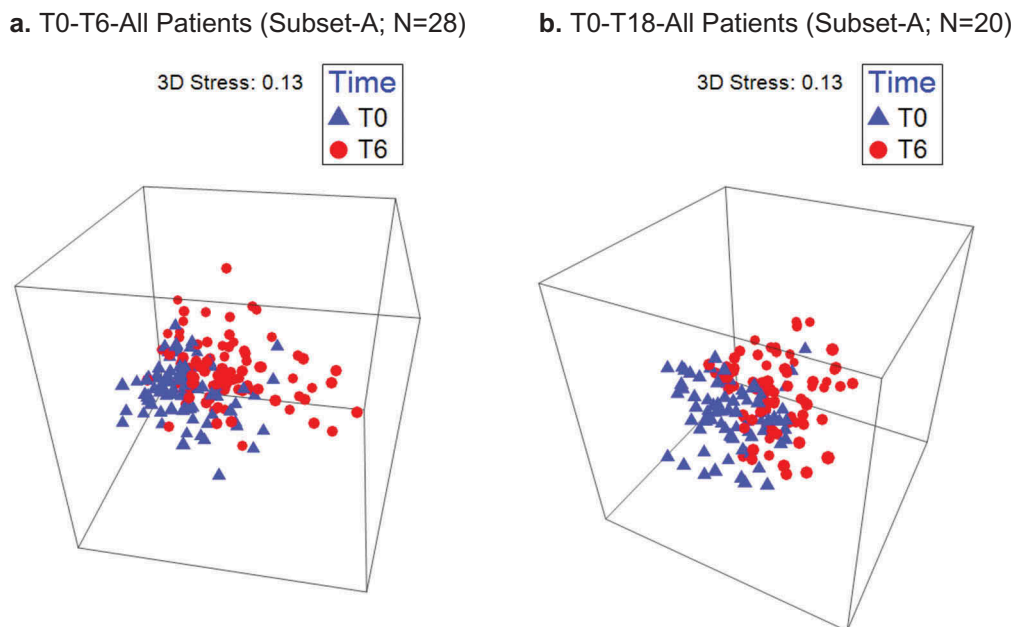 a. T0-T6-All Patients (Subset-A; N=28)
3D Stress: 0.13
Time
T0
T6
b. T0-T18-All Patients (Subset-A; N=20)
3D Stress: 0.13
Time
T0
T6